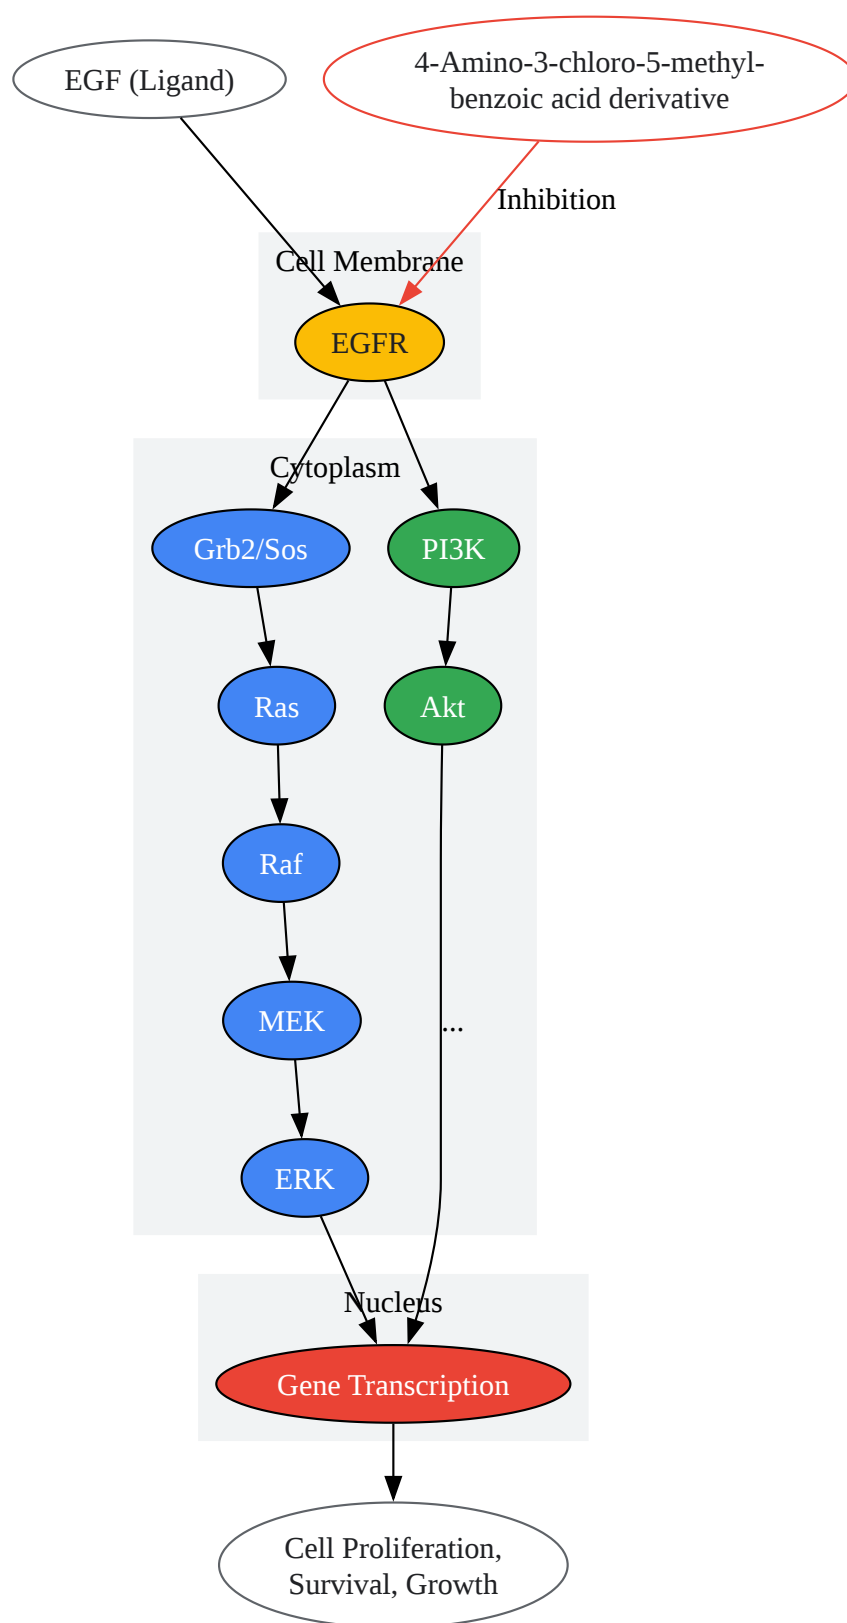 EGF (Ligand)
4-Amino-3-chloro-5-methyl-
benzoic acid derivative
Inhibition
Cell Membrane
EGFR
Cytoplasm
Grb2/Sos
PI3K
Ras
Akt
Raf
MEK
...
ERK
Nucleus
Gene Transcription
Cell Proliferation,
Survival, Growth